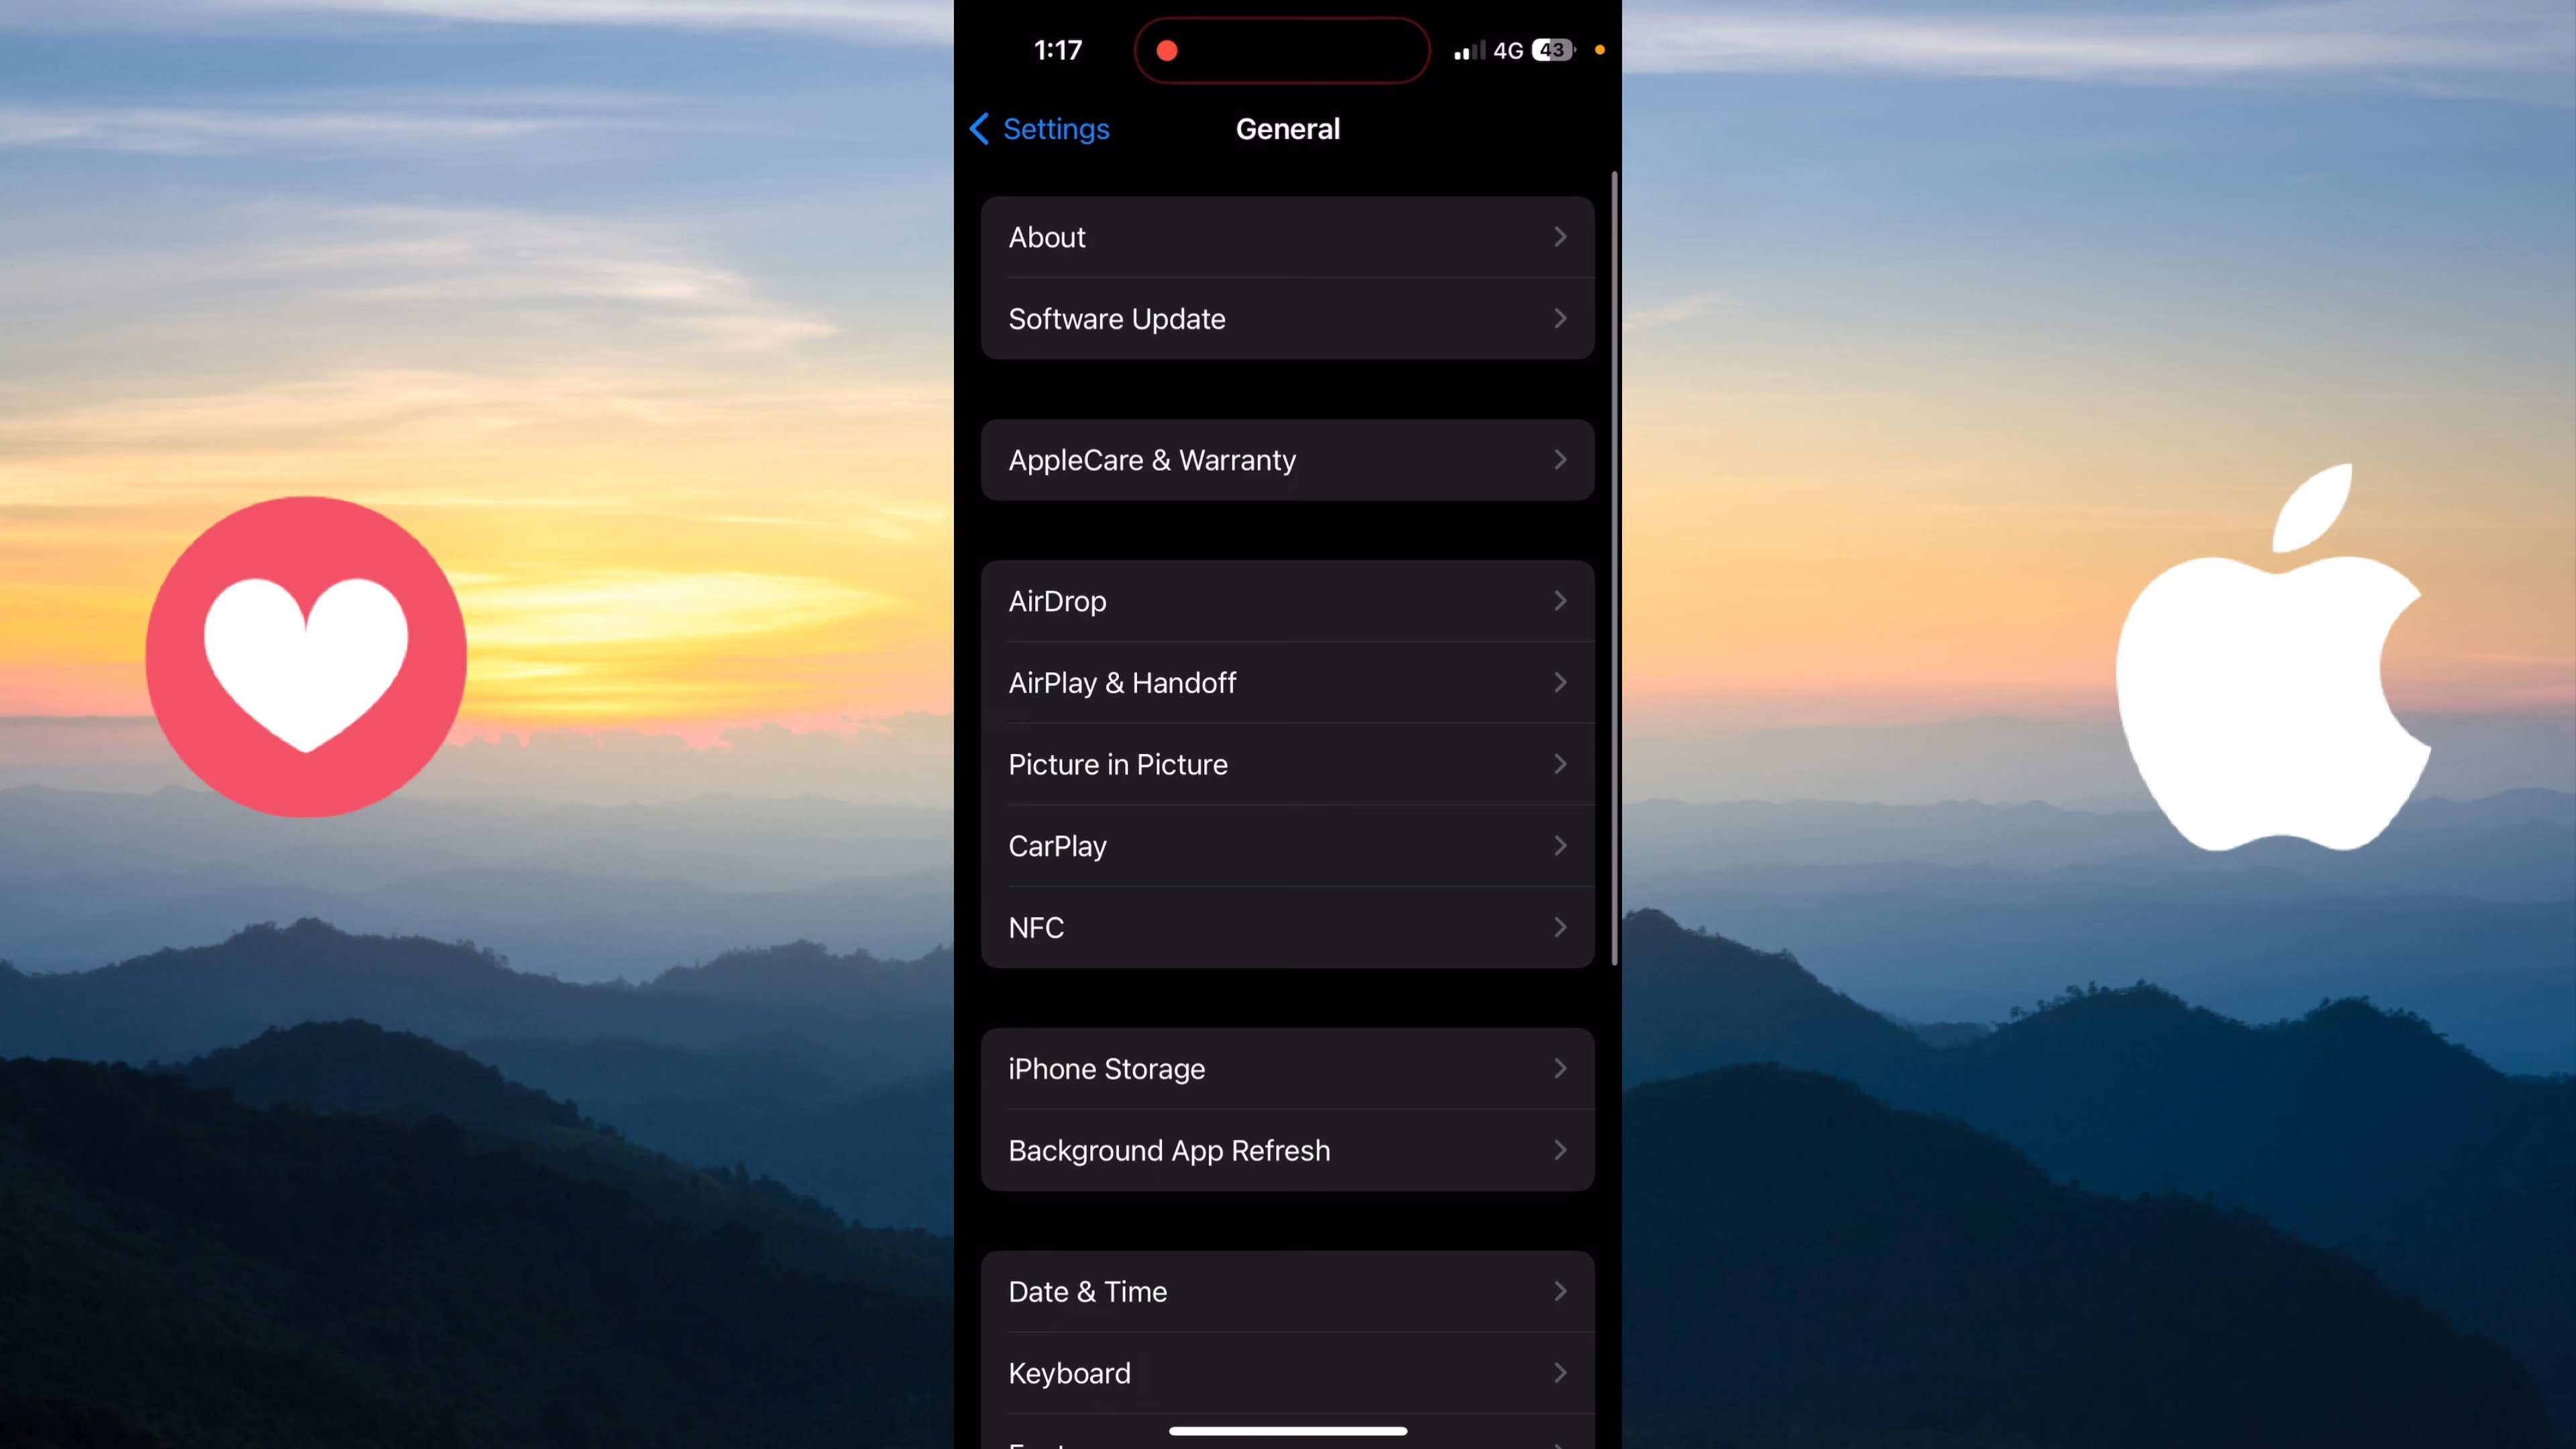 1:17
4G 43
Settings
General
About
Software Update
AppleCare & Warranty
AirDrop
AirPlay & Handoff
Picture in Picture
CarPlay
NFC
iPhone Storage
Background App Refresh
Date & Time
Keyboard